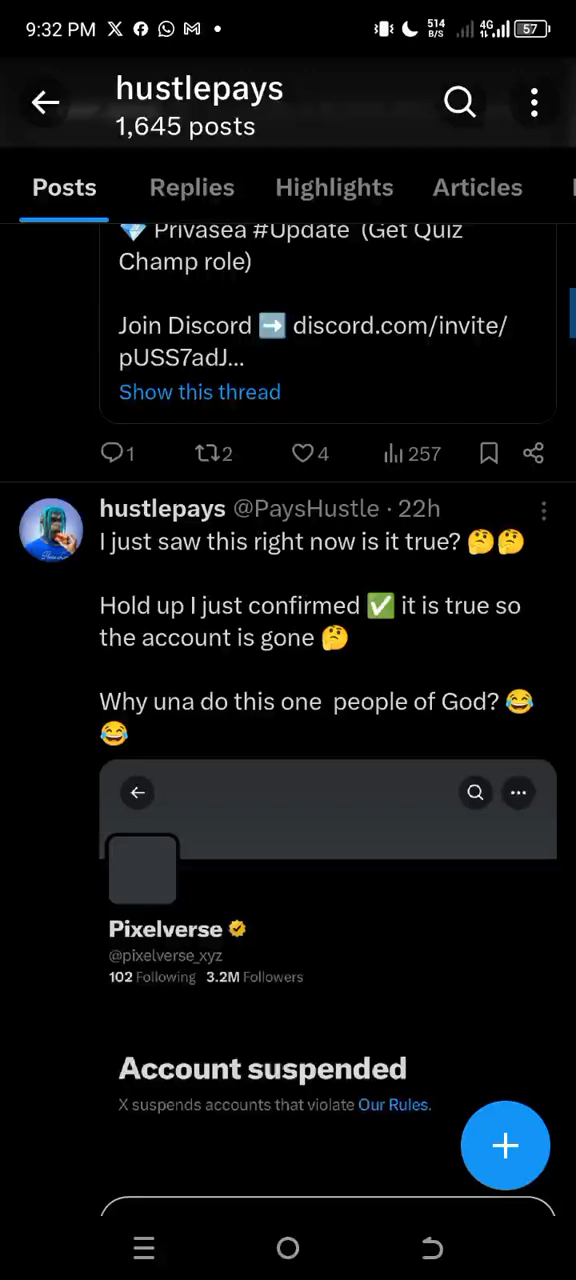 9:32 PM
514 B/S
4G
57
hustlepays
1,645 posts
Posts Replies Highlights Articles
💎 Privasea #Update (Get Quiz
Champ role)
Join Discord ➡️ discord.com/invite/
pUSS7adJ...
Show this thread
1 2 4 257
hustlepays @PaysHustle · 22h
I just saw this right now is it true? 🤔🤔
Hold up I just confirmed ✅ it is true so
the account is gone 🤔
Why una do this one people of God? 😂
😂
Pixelverse
@pixelverse_xyz
102 Following 3.2M Followers
Account suspended
X suspends accounts that violate Our Rules.